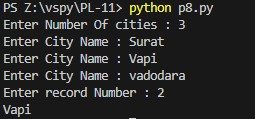 PS Z:\vspy\PL-11> python p8.py
Enter Number Of cities : 3
Enter City Name : Surat
Enter City Name : Vapi
Enter City Name : vadodara
Enter record Number : 2
Vapi